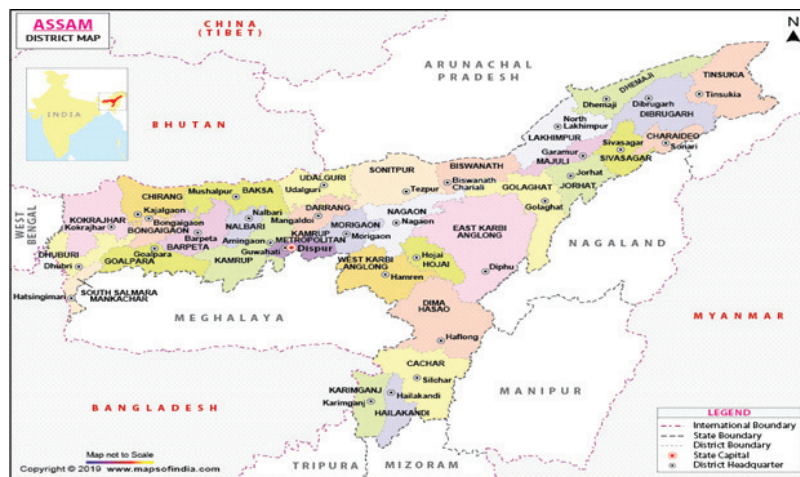 ASSAM
DISTRICT MAP
CHINA
(TIBET)
N
ARUNACHAL
PRADESH
INDIA
BHUTAN
WEST
BENGAL
TINSUKIA
Tinsukia
DHEMAJI
Dhemaji
Dibrugarh
DIBRUGARH
North
Lakhimpur
LAKHIMPUR
CHARAIDEO
Sonari
Sivasagar
SIVASAGAR
Garamur
MAJULI
Jorhat
JORHAT
GOLAGHAT
Golaghat
BISWANATH
Biswanath
Chariali
SONITPUR
Tezpur
UDALGURI
Udalguri
BAKSA
Mushalpur
CHIRANG
Kajalgaon
KOKRAJHAR
Kokrajhar
Bongaigaon
BONGAIGAON
Barpeta
BARPETA
Nalbari
NALBARI
DARRANG
Mangaldoi
KAMRUP
METROPOLITAN
Amingaon
Guwahati
Dispur
KAMRUP
MORIGAON
Morigaon
NAGAON
Nagaon
EAST KARBI
ANGLONG
Diphu
WEST KARBI
ANGLONG
Hamren
Hojai
HOJAI
DHUBURI
Dhubri
Goalpara
GOALPARA
Hatsingimari
SOUTH SALMARA
MANKACHAR
MEGHALAYA
NAGALAND
MYANMAR
DIMA
HASAO
Haflong
CACHAR
Silchar
KARIMGANJ
Karimganj
Hailakandi
HAILAKANDI
MANIPUR
BANGLADESH
TRIPURA
MIZORAM
LEGEND
International Boundary
State Boundary
District Boundary
State Capital
District Headquarter
Map not to Scale
Copyright © 2019 www.mapsofindia.com